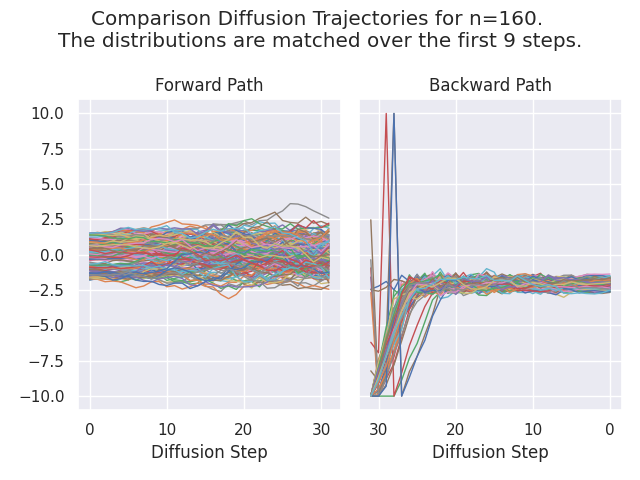 Comparison Diffusion Trajectories for n=160.
The distributions are matched over the first 9 steps.
Forward Path
Backward Path
10.0
7.5
5.0
2.5
0.0
−2.5
−5.0
−7.5
−10.0
0 10 20 30
30 20 10 0
Diffusion Step
Diffusion Step